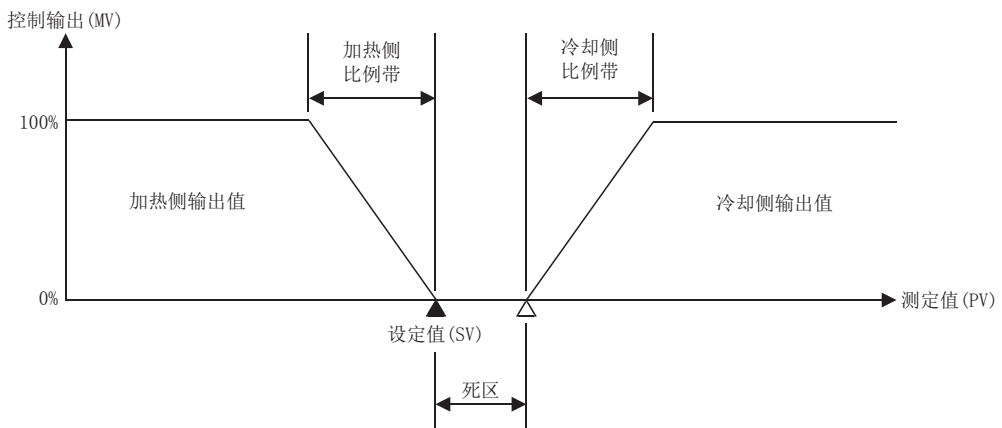 控制输出(MV)
加热侧
比例带
冷却侧
比例带
100%
加热侧输出值
冷却侧输出值
0%
测定值(PV)
设定值(SV)
死区